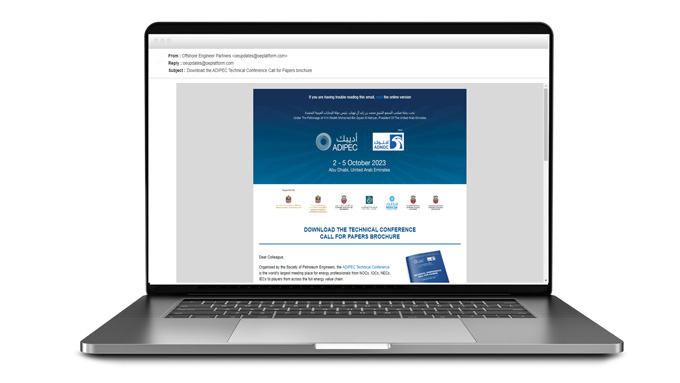 From : Offshore Engineer Partners <oeupdates@oeplatform.com>
Reply : oeupdates@oeplatform.com
Subject : Download the ADIPEC Technical Conference Call for Papers brochure
If you are having trouble reading this email, the online version
Under The Patronage of H.H. Sheikh Mohamed Bin Zayed Al Nahyan, President Of The United Arab Emirates
أديبك
ADIPEC
أدنوك
ADNOC
2 - 5 October 2023
Abu Dhabi, United Arab Emirates
DOWNLOAD THE TECHNICAL CONFERENCE
CALL FOR PAPERS BROCHURE
Dear Colleague,
Organised by the Society of Petroleum Engineers, the ADIPEC Technical Conference
is the world's largest meeting place for energy professionals from NOCs, IOCs, NECs,
IECs to players from across the full energy value chain.